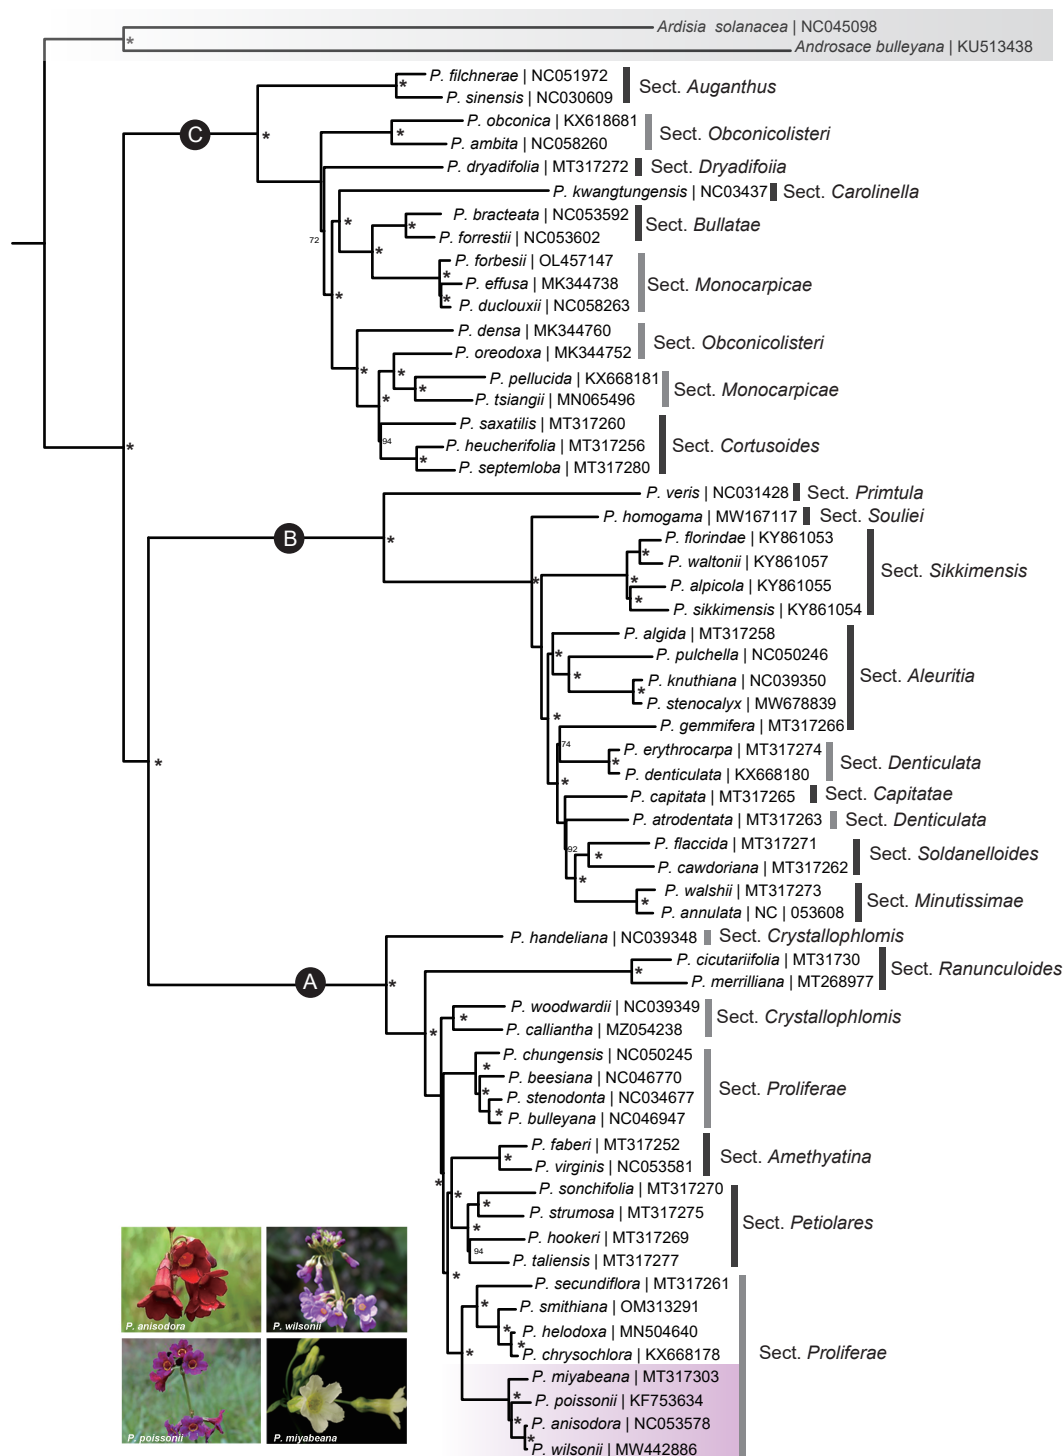 Ardisia solanacea | NC045098
Androsace bulleyana | KU513438
P. filchnerae | NC051972
P. sinensis | NC030609
Sect. Auganthus
C
P. obconica | KX618681
P. ambita | NC058260
Sect. Obconicolisteri
P. dryadifolia | MT317272
Sect. Dryadifoiia
P. kwangtungensis | NC03437
Sect. Carolinella
P. bracteata | NC053592
P. forrestii | NC053602
Sect. Bullatae
72
P. forbesii | OL457147
P. effusa | MK344738
P. duclouxii | NC058263
Sect. Monocarpicae
P. densa | MK344760
P. oreodoxa | MK344752
Sect. Obconicolisteri
P. pellucida | KX668181
P. tsiangii | MN065496
Sect. Monocarpicae
P. saxatilis | MT317260
94
P. heucherifolia | MT317256
P. septemloba | MT317280
Sect. Cortusoides
P. veris | NC031428
Sect. Primtula
P. homogama | MW167117
Sect. Souliei
B
P. florindae | KY861053
P. waltonii | KY861057
P. alpicola | KY861055
P. sikkimensis | KY861054
Sect. Sikkimensis
P. algida | MT317258
P. pulchella | NC050246
P. knuthiana | NC039350
P. stenocalyx | MW678839
P. gemmifera | MT317266
Sect. Aleuritia
74
P. erythrocarpa | MT317274
P. denticulata | KX668180
Sect. Denticulata
P. capitata | MT317265
Sect. Capitatae
P. atrodentata | MT317263
Sect. Denticulata
92
P. flaccida | MT317271
P. cawdoriana | MT317262
Sect. Soldanelloides
P. walshii | MT317273
P. annulata | NC | 053608
Sect. Minutissimae
P. handeliana | NC039348
Sect. Crystallophlomis
A
P. cicutariifolia | MT31730
P. merrilliana | MT268977
Sect. Ranunculoides
P. woodwardii | NC039349
P. calliantha | MZ054238
Sect. Crystallophlomis
P. chungensis | NC050245
P. beesiana | NC046770
P. stenodonta | NC034677
P. bulleyana | NC046947
Sect. Proliferae
P. faberi | MT317252
P. virginis | NC053581
Sect. Amethyatina
P. sonchifolia | MT317270
P. strumosa | MT317275
P. hookeri | MT317269
94
P. taliensis | MT317277
Sect. Petiolares
P. secundiflora | MT317261
P. smithiana | OM313291
P. helodoxa | MN504640
P. chrysochlora | KX668178
P. miyabeana | MT317303
P. poissonii | KF753634
P. anisodora | NC053578
P. wilsonii | MW442886
Sect. Proliferae
P. anisodora
P. wilsonii
P. poissonii
P. miyabeana